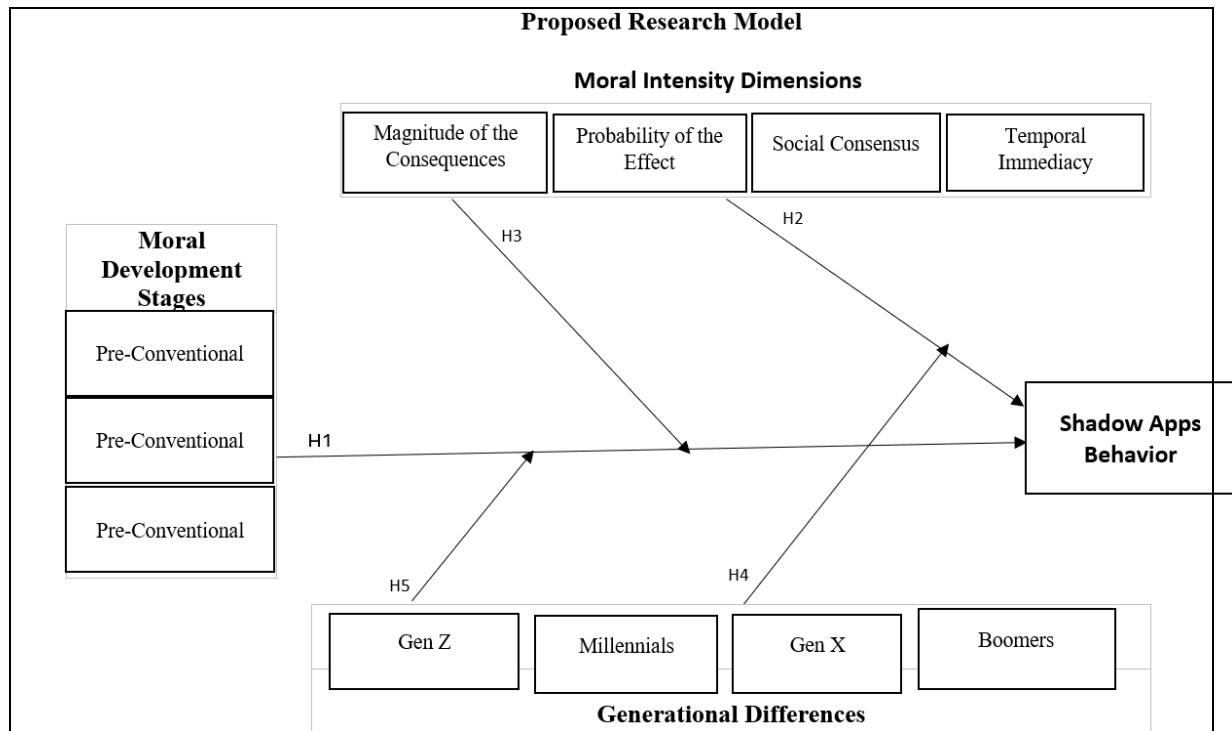 Proposed Research Model
Moral Intensity Dimensions
Magnitude of the
Consequences
Probability of the
Effect
Social Consensus
Temporal
Immediacy
H3
H2
Moral
Development
Stages
Pre-Conventional
Pre-Conventional
Pre-Conventional
H1
Shadow Apps
Behavior
H5
H4
Gen Z
Millennials
Gen X
Boomers
Generational Differences